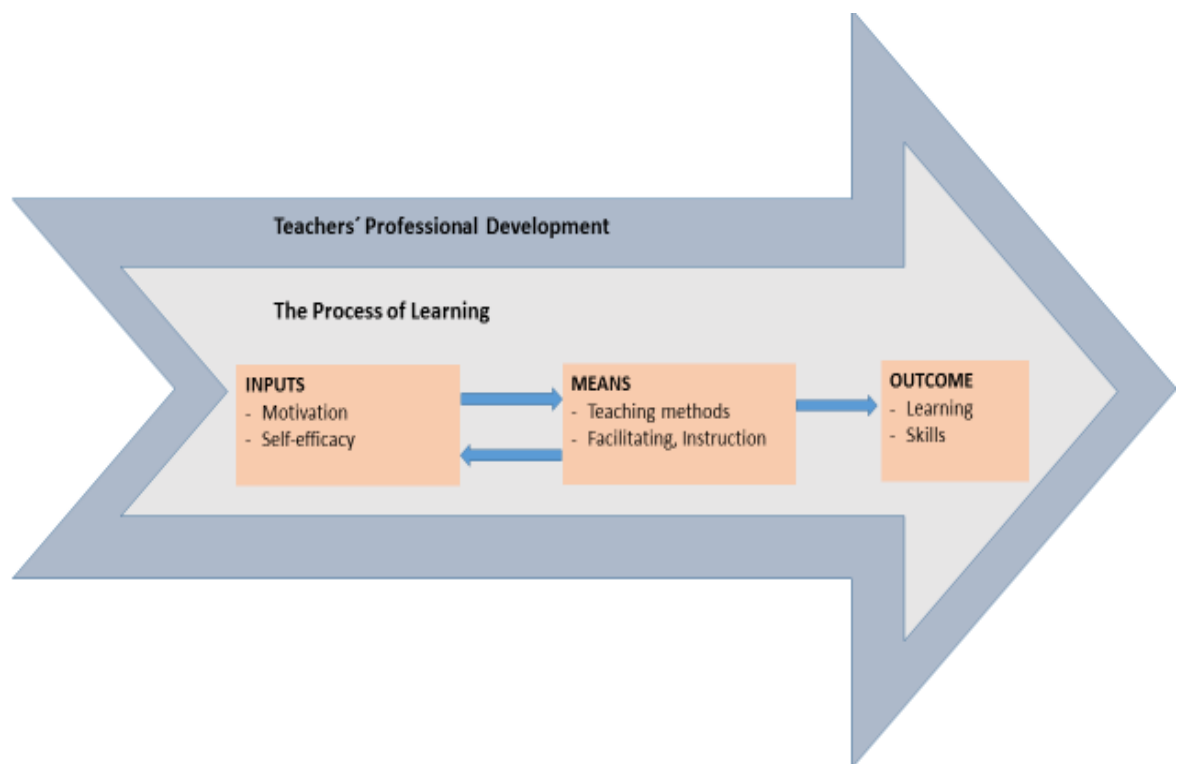 Teachers´ Professional Development
The Process of Learning
INPUTS
- Motivation
- Self-efficacy
MEANS
- Teaching methods
- Facilitating, Instruction
OUTCOME
- Learning
- Skills